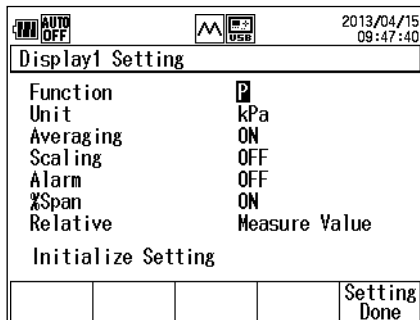 AUTO OFF USB 2013/04/15
09:47:40
Display1 Setting
Function P
Unit kPa
Averaging ON
Scaling OFF
Alarm OFF
%Span ON
Relative Measure Value
Initialize Setting
Setting
Done